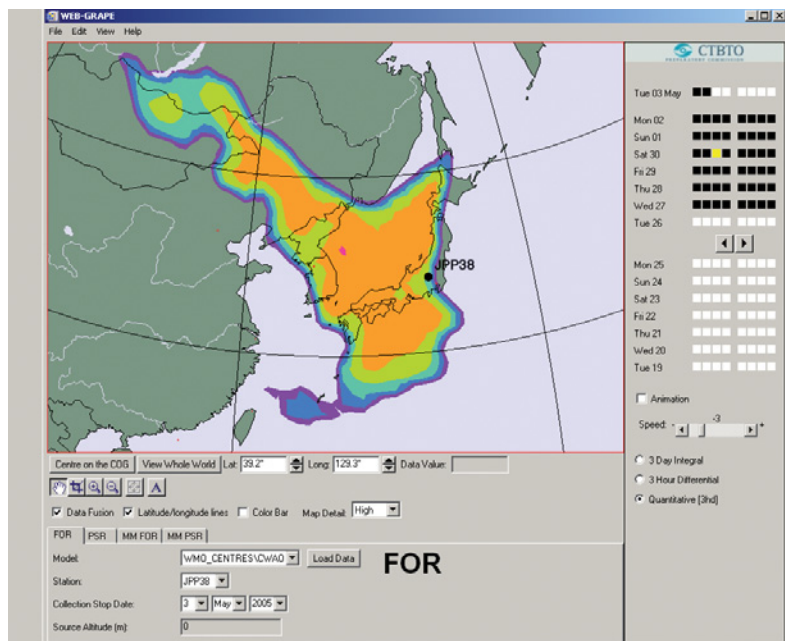 WEB-GRAPE
File Edit View Help
CTBTO
PREPARATORY COMMISSION
Tue 03 May
Mon 02
Sun 01
Sat 30
Fri 29
Thu 28
Wed 27
Tue 26
Mon 25
Sun 24
Sat 23
Fri 22
Thu 21
Wed 20
Tue 19
JPP38
Animation
Speed: - -3 +
3 Day Integral
3 Hour Differential
Quantitative [3hd]
Centre on the COG View Whole World Lat: 39.2° Long: 129.3° Data Value:
A
Data Fusion Latitude/longitude lines Color Bar Map Detail: High
FOR PSR MM FOR MM PSR
Model: WMO_CENTRES\CWAO Load Data FOR
Station: JPP38
Collection Stop Date: 3 May 2005
Source Altitude (m): 0